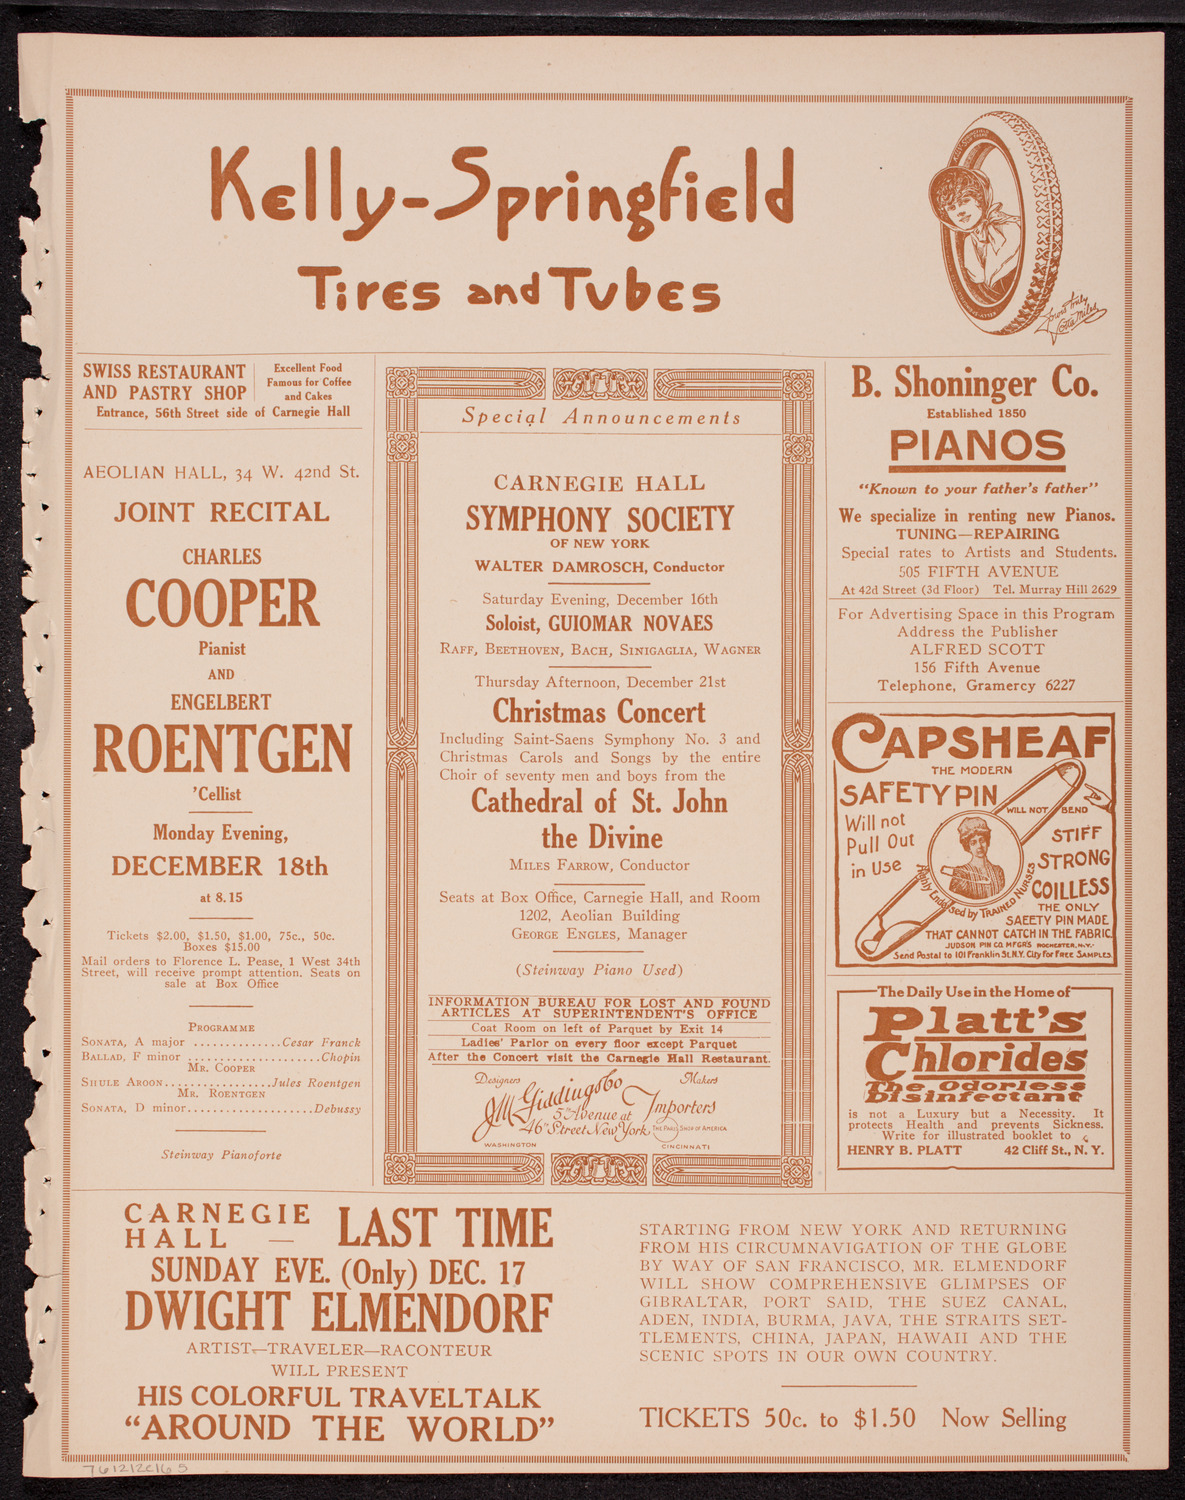 Kelly-Springfield
Tires and Tubes
Yours truly
Lotta Miles
SWISS RESTAURANT
AND PASTRY SHOP
Excellent Food
Famous for Coffee
and Cakes
Entrance, 56th Street side of Carnegie Hall
AEOLIAN HALL, 34 W. 42nd St.
JOINT RECITAL
CHARLES
COOPER
Pianist
AND
ENGELBERT
ROENTGEN
'Cellist
Monday Evening,
DECEMBER 18th
at 8.15
Tickets $2.00, $1.50, $1.00, 75c., 50c.
Boxes $15.00
Mail orders to Florence L. Pease, 1 West 34th
Street, will receive prompt attention. Seats on
sale at Box Office
PROGRAMME
SONATA, A major ..............Cesar Franck
BALLAD, F minor .....................Chopin
MR. COOPER
SHULE AROON.................Jules Roentgen
MR. ROENTGEN
SONATA, D minor....................Debussy
Steinway Pianoforte
Special Announcements
CARNEGIE HALL
SYMPHONY SOCIETY
OF NEW YORK
WALTER DAMROSCH, Conductor
Saturday Evening, December 16th
Soloist, GUIOMAR NOVAES
RAFF, BEETHOVEN, BACH, SINIGAGLIA, WAGNER
Thursday Afternoon, December 21st
Christmas Concert
Including Saint-Saens Symphony No. 3 and
Christmas Carols and Songs by the entire
Choir of seventy men and boys from the
Cathedral of St. John
the Divine
MILES FARROW, Conductor
Seats at Box Office, Carnegie Hall, and Room
1202, Aeolian Building
GEORGE ENGLES, Manager
(Steinway Piano Used)
INFORMATION BUREAU FOR LOST AND FOUND
ARTICLES AT SUPERINTENDENT'S OFFICE
Coat Room on left of Parquet by Exit 14
Ladies' Parlor on every floor except Parquet
After the Concert visit the Carnegie Hall Restaurant.
Designers Makers
J.M. Gidding & Co
Importers
5th Avenue at
46th Street New York
THE PARIS SHOP OF AMERICA
WASHINGTON CINCINNATI
B. Shoninger Co.
Established 1850
PIANOS
"Known to your father's father"
We specialize in renting new Pianos.
TUNING—REPAIRING
Special rates to Artists and Students.
505 FIFTH AVENUE
At 42d Street (3d Floor) Tel. Murray Hill 2629
For Advertising Space in this Program
Address the Publisher
ALFRED SCOTT
156 Fifth Avenue
Telephone, Gramercy 6227
CAPSHEAF
THE MODERN
SAFETY PIN
WILL NOT BEND
Will not
Pull Out
in Use
STIFF
STRONG
COILLESS
Highly Endorsed by TRAINED NURSES
THE ONLY
SAFETY PIN MADE
THAT CANNOT CATCH IN THE FABRIC.
JUDSON PIN CO. MFGRS ROCHESTER, N.Y.
Send Postal to 101 Franklin St. N.Y. City for FREE SAMPLES.
The Daily Use in the Home of
Platt's
Chlorides
The Odorless
Disinfectant
is not a Luxury but a Necessity. It
protects Health and prevents Sickness.
Write for illustrated booklet to
HENRY B. PLATT 42 Cliff St., N. Y.
CARNEGIE
HALL — LAST TIME
SUNDAY EVE. (Only) DEC. 17
DWIGHT ELMENDORF
ARTIST—TRAVELER—RACONTEUR
WILL PRESENT
HIS COLORFUL TRAVELTALK
"AROUND THE WORLD"
STARTING FROM NEW YORK AND RETURNING
FROM HIS CIRCUMNAVIGATION OF THE GLOBE
BY WAY OF SAN FRANCISCO, MR. ELMENDORF
WILL SHOW COMPREHENSIVE GLIMPSES OF
GIBRALTAR, PORT SAID, THE SUEZ CANAL,
ADEN, INDIA, BURMA, JAVA, THE STRAITS SET-
TLEMENTS, CHINA, JAPAN, HAWAII AND THE
SCENIC SPOTS IN OUR OWN COUNTRY.
TICKETS 50c. to $1.50 Now Selling